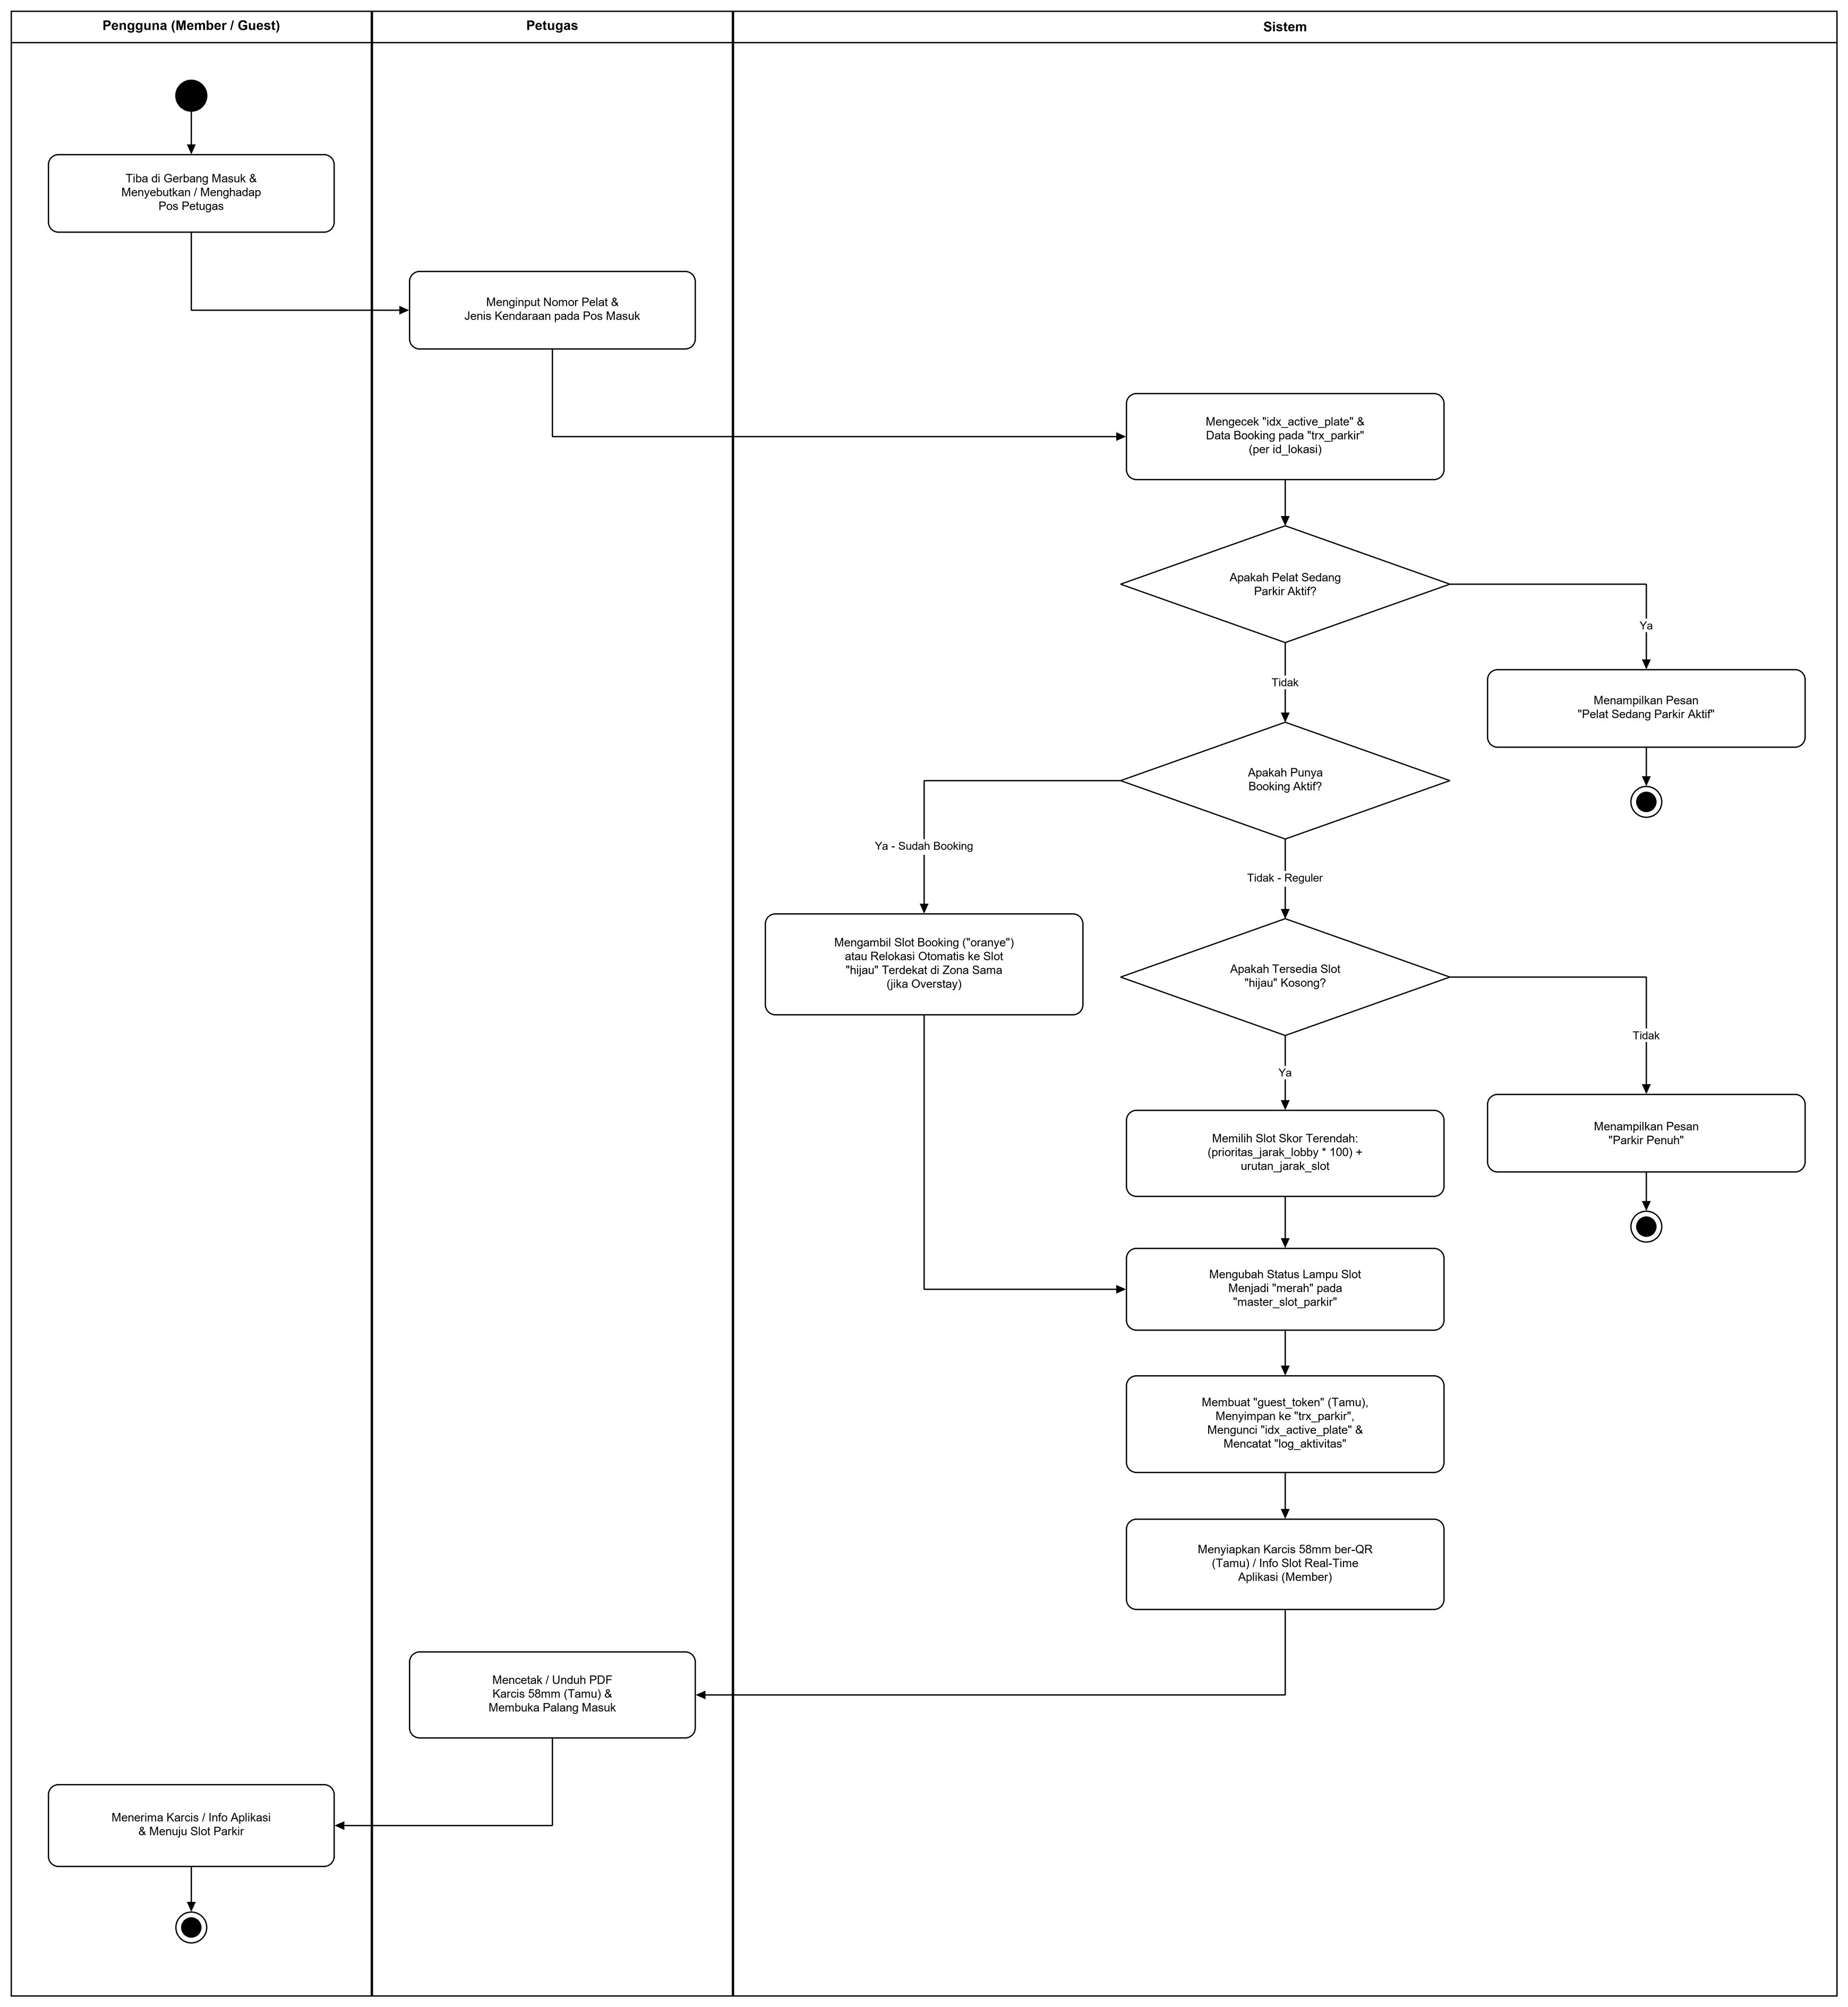 Pengguna (Member / Guest)
Petugas
Sistem
Tiba di Gerbang Masuk &
Menyebutkan / Menghadap
Pos Petugas
Menginput Nomor Pelat &
Jenis Kendaraan pada Pos Masuk
Mengecek "idx_active_plate" &
Data Booking pada "trx_parkir"
(per id_lokasi)
Apakah Pelat Sedang
Parkir Aktif?
Ya
Tidak
Menampilkan Pesan
"Pelat Sedang Parkir Aktif"
Apakah Punya
Booking Aktif?
Ya - Sudah Booking
Tidak - Reguler
Mengambil Slot Booking ("oranye")
atau Relokasi Otomatis ke Slot
"hijau" Terdekat di Zona Sama
(jika Overstay)
Apakah Tersedia Slot
"hijau" Kosong?
Tidak
Ya
Menampilkan Pesan
"Parkir Penuh"
Memilih Slot Skor Terendah:
(prioritas_jarak_lobby * 100) +
urutan_jarak_slot
Mengubah Status Lampu Slot
Menjadi "merah" pada
"master_slot_parkir"
Membuat "guest_token" (Tamu),
Menyimpan ke "trx_parkir",
Mengunci "idx_active_plate" &
Mencatat "log_aktivitas"
Menyiapkan Karcis 58mm ber-QR
(Tamu) / Info Slot Real-Time
Aplikasi (Member)
Mencetak / Unduh PDF
Karcis 58mm (Tamu) &
Membuka Palang Masuk
Menerima Karcis / Info Aplikasi
& Menuju Slot Parkir